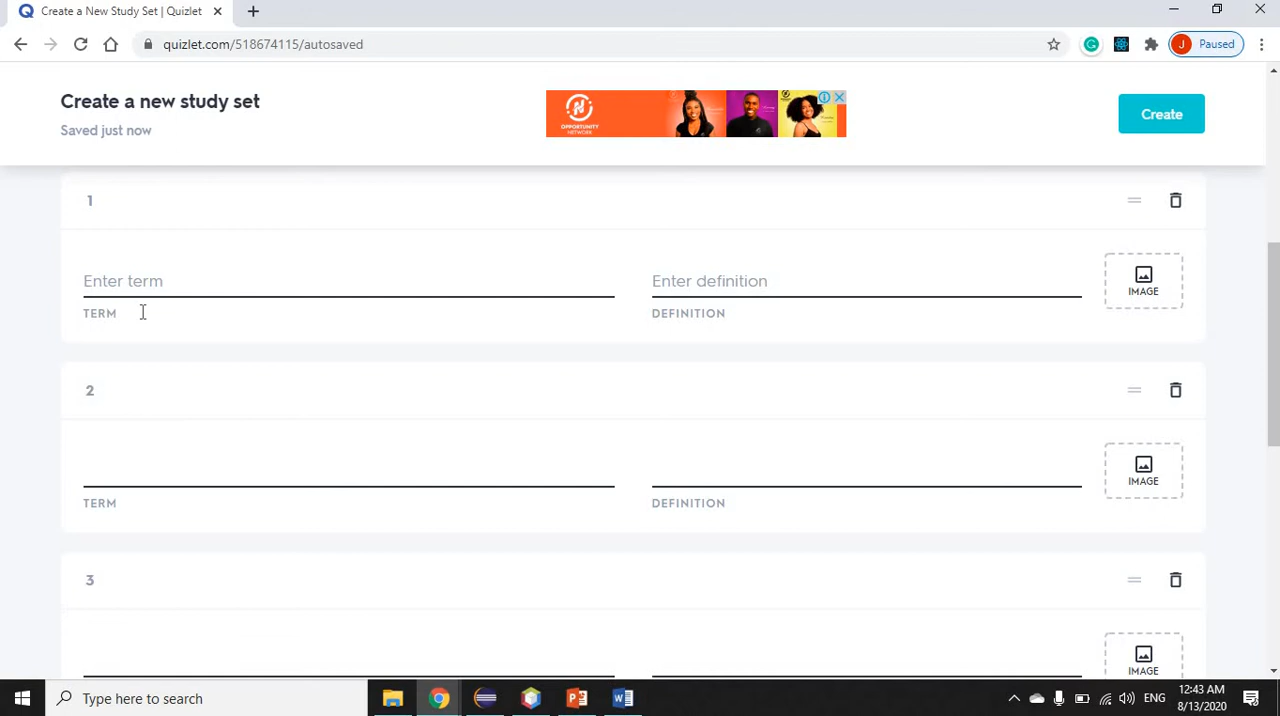 Create a New Study Set | Quizlet
quizlet.com/518674115/autosaved
J Paused
Create a new study set
Saved just now
OPPORTUNITY
NETWORK
Create
1
Enter term
Enter definition
IMAGE
TERM
DEFINITION
2
IMAGE
TERM
DEFINITION
3
IMAGE
Type here to search
ENG
12:43 AM
8/13/2020